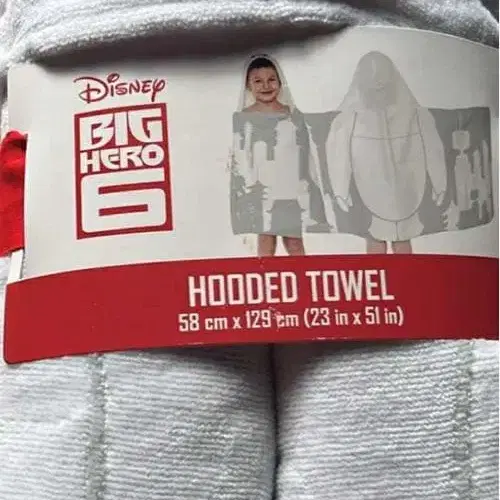 Disney
BIG
HERO
6
HOODED TOWEL
58 cm x 129 cm (23 in x 51 in)